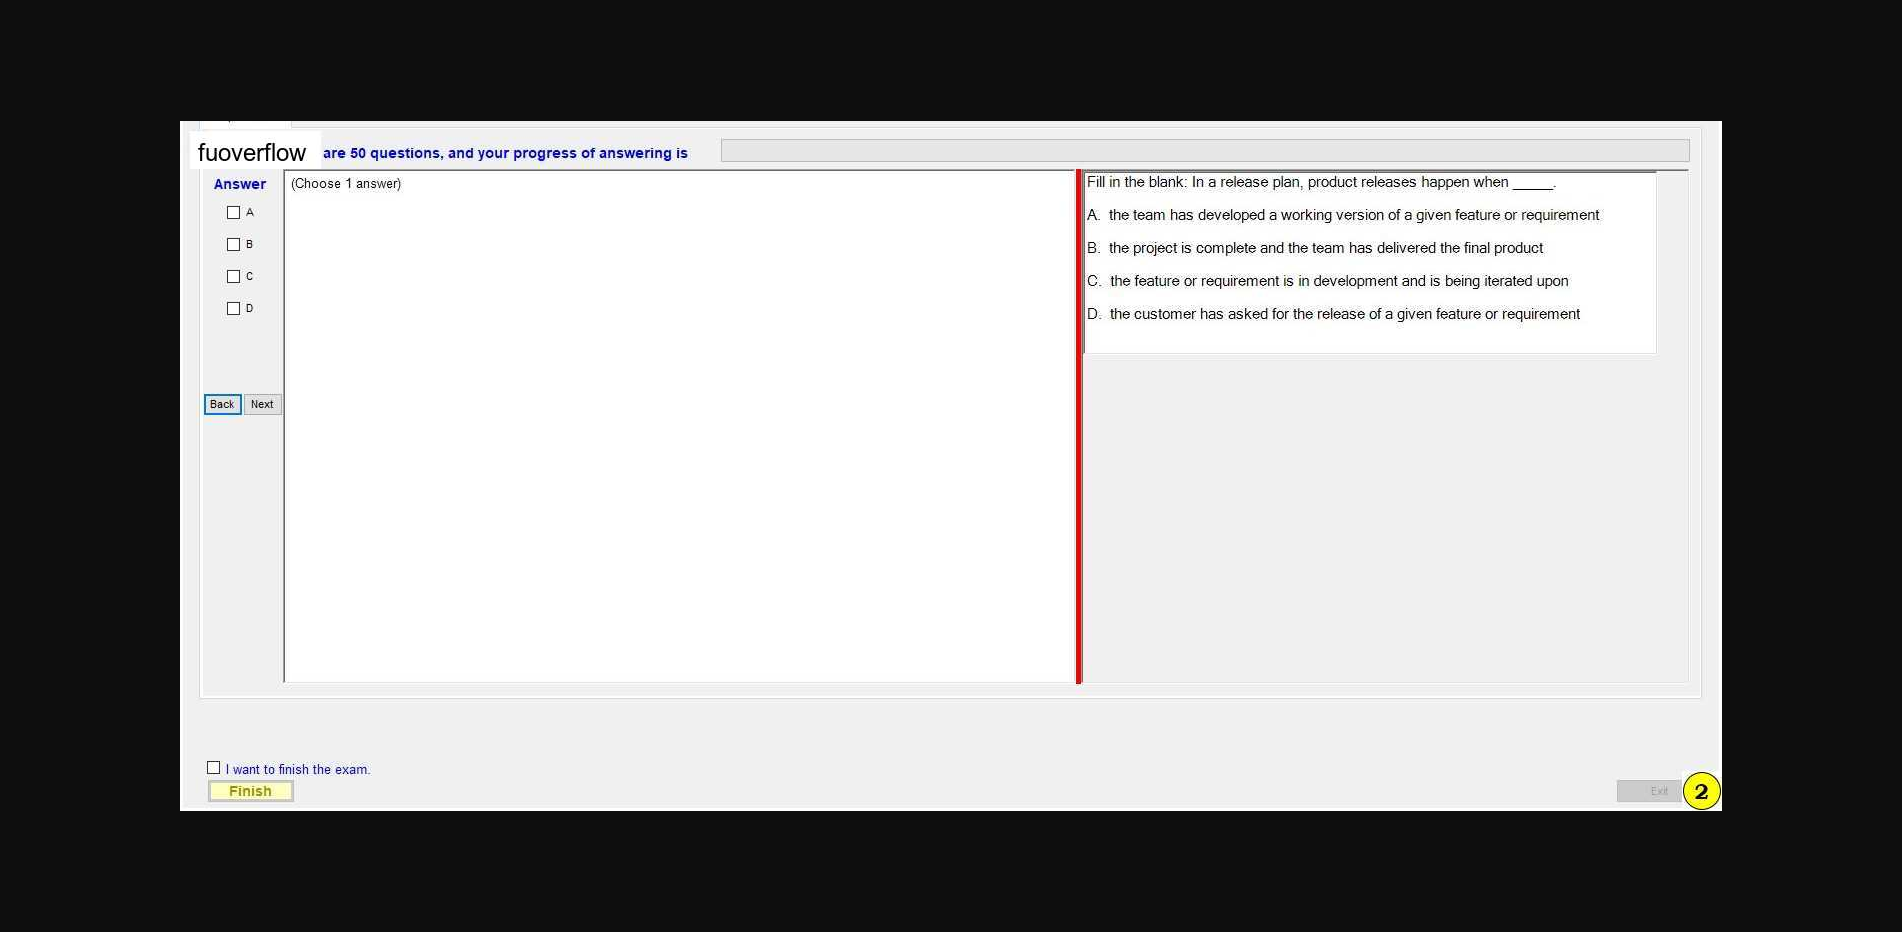 fuoverflow are 50 questions, and your progress of answering is
Answer
(Choose 1 answer)
A
B
C
D
Back Next
Fill in the blank: In a release plan, product releases happen when _____.
A. the team has developed a working version of a given feature or requirement
B. the project is complete and the team has delivered the final product
C. the feature or requirement is in development and is being iterated upon
D. the customer has asked for the release of a given feature or requirement
I want to finish the exam.
Finish
Exit
2